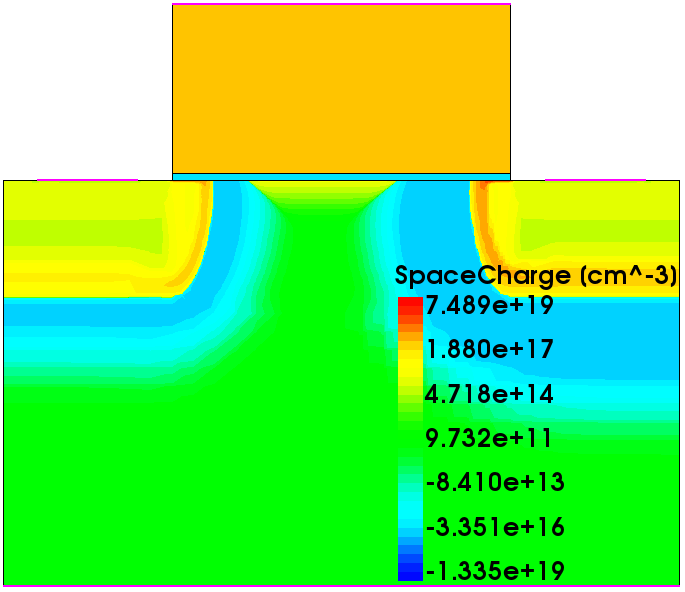 SpaceCharge (cm^-3)
7.489e+19
1.880e+17
4.718e+14
9.732e+11
-8.410e+13
-3.351e+16
-1.335e+19